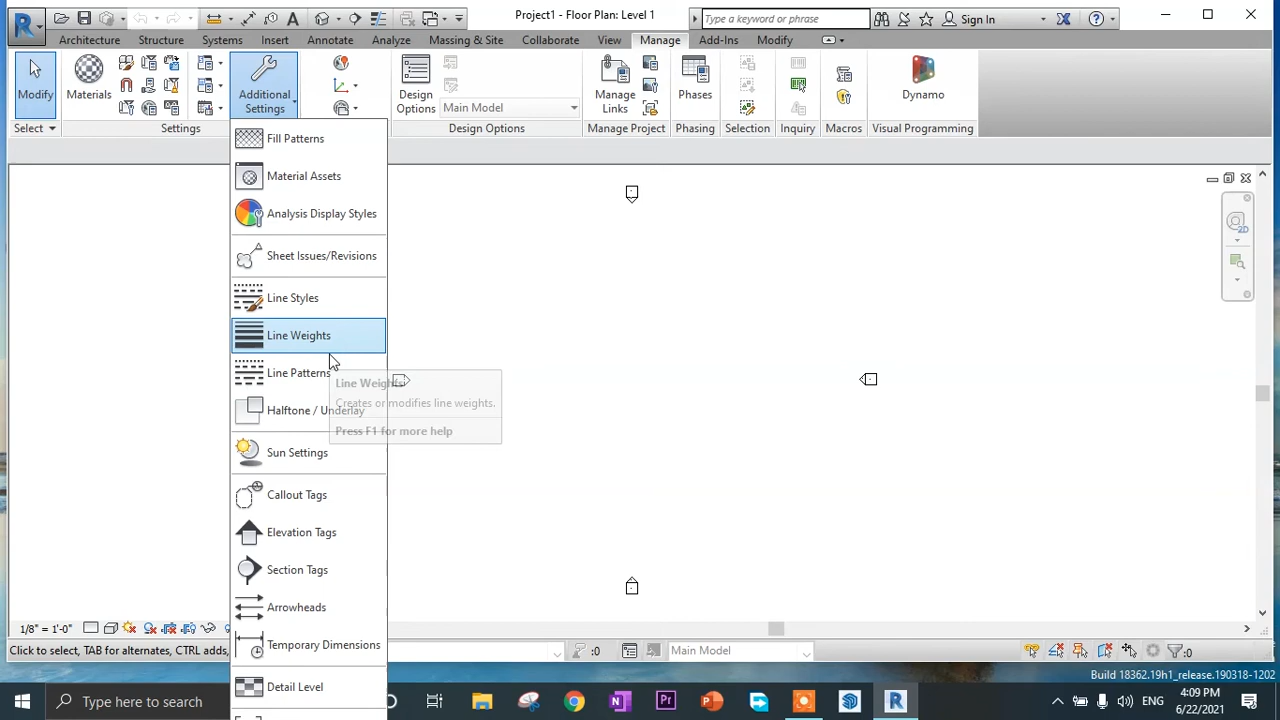 Project1 - Floor Plan: Level 1
Type a keyword or phrase
Sign In
Architecture Structure Systems Insert Annotate Analyze Massing & Site Collaborate View Manage Add-Ins Modify
Modify
Materials
Additional
Settings
Design
Options
Main Model
Manage
Links
Phases
Dynamo
Select
Settings
Design Options
Manage Project
Phasing
Selection
Inquiry
Macros
Visual Programming
Fill Patterns
Material Assets
Analysis Display Styles
Sheet Issues/Revisions
Line Styles
Line Weights
Line Patterns
Halftone / Underlay
Line Weights
Creates or modifies line weights.
Press F1 for more help
Sun Settings
Callout Tags
Elevation Tags
Section Tags
Arrowheads
Temporary Dimensions
Detail Level
2D
1/8" = 1'-0"
Click to select, TAB for alternates, CTRL adds,
:0
Main Model
:0
Build 18362.19h1_release.190318-1202
Type here to search
ENG
4:09 PM
6/22/2021